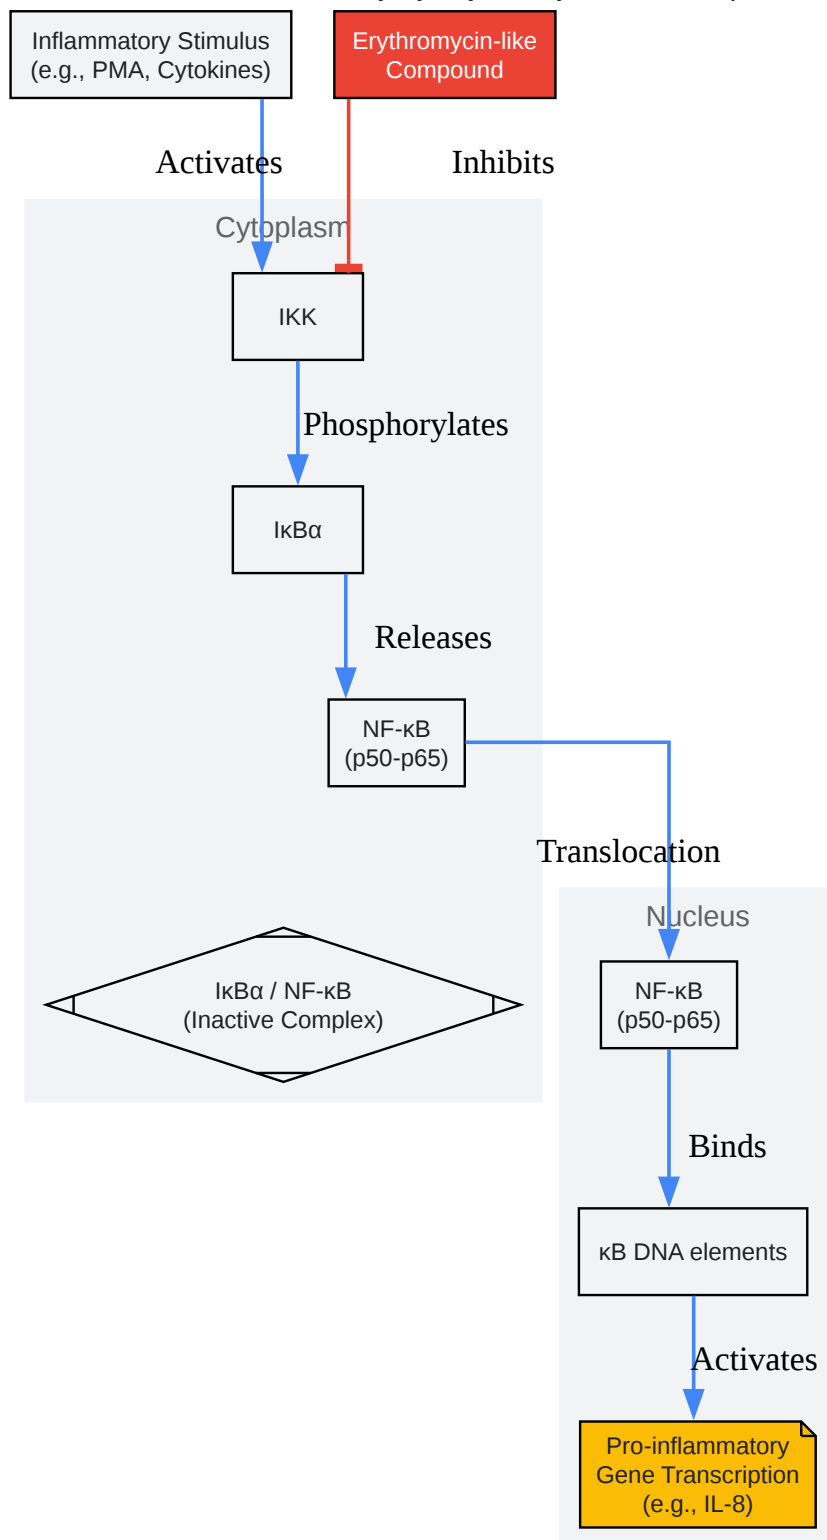 Inflammatory Stimulus
(e.g., PMA, Cytokines)
Erythromycin-like
Compound
Activates
Inhibits
Cytoplasm
IKK
Phosphorylates
IκBα
Releases
NF-κB
(p50-p65)
Translocation
Nucleus
IκBα / NF-κB
(Inactive Complex)
NF-κB
(p50-p65)
Binds
κB DNA elements
Activates
Pro-inflammatory
Gene Transcription
(e.g., IL-8)